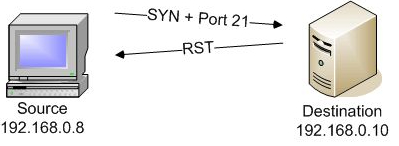 SYN + Port 21
RST
Source
192.168.0.8
Destination
192.168.0.10